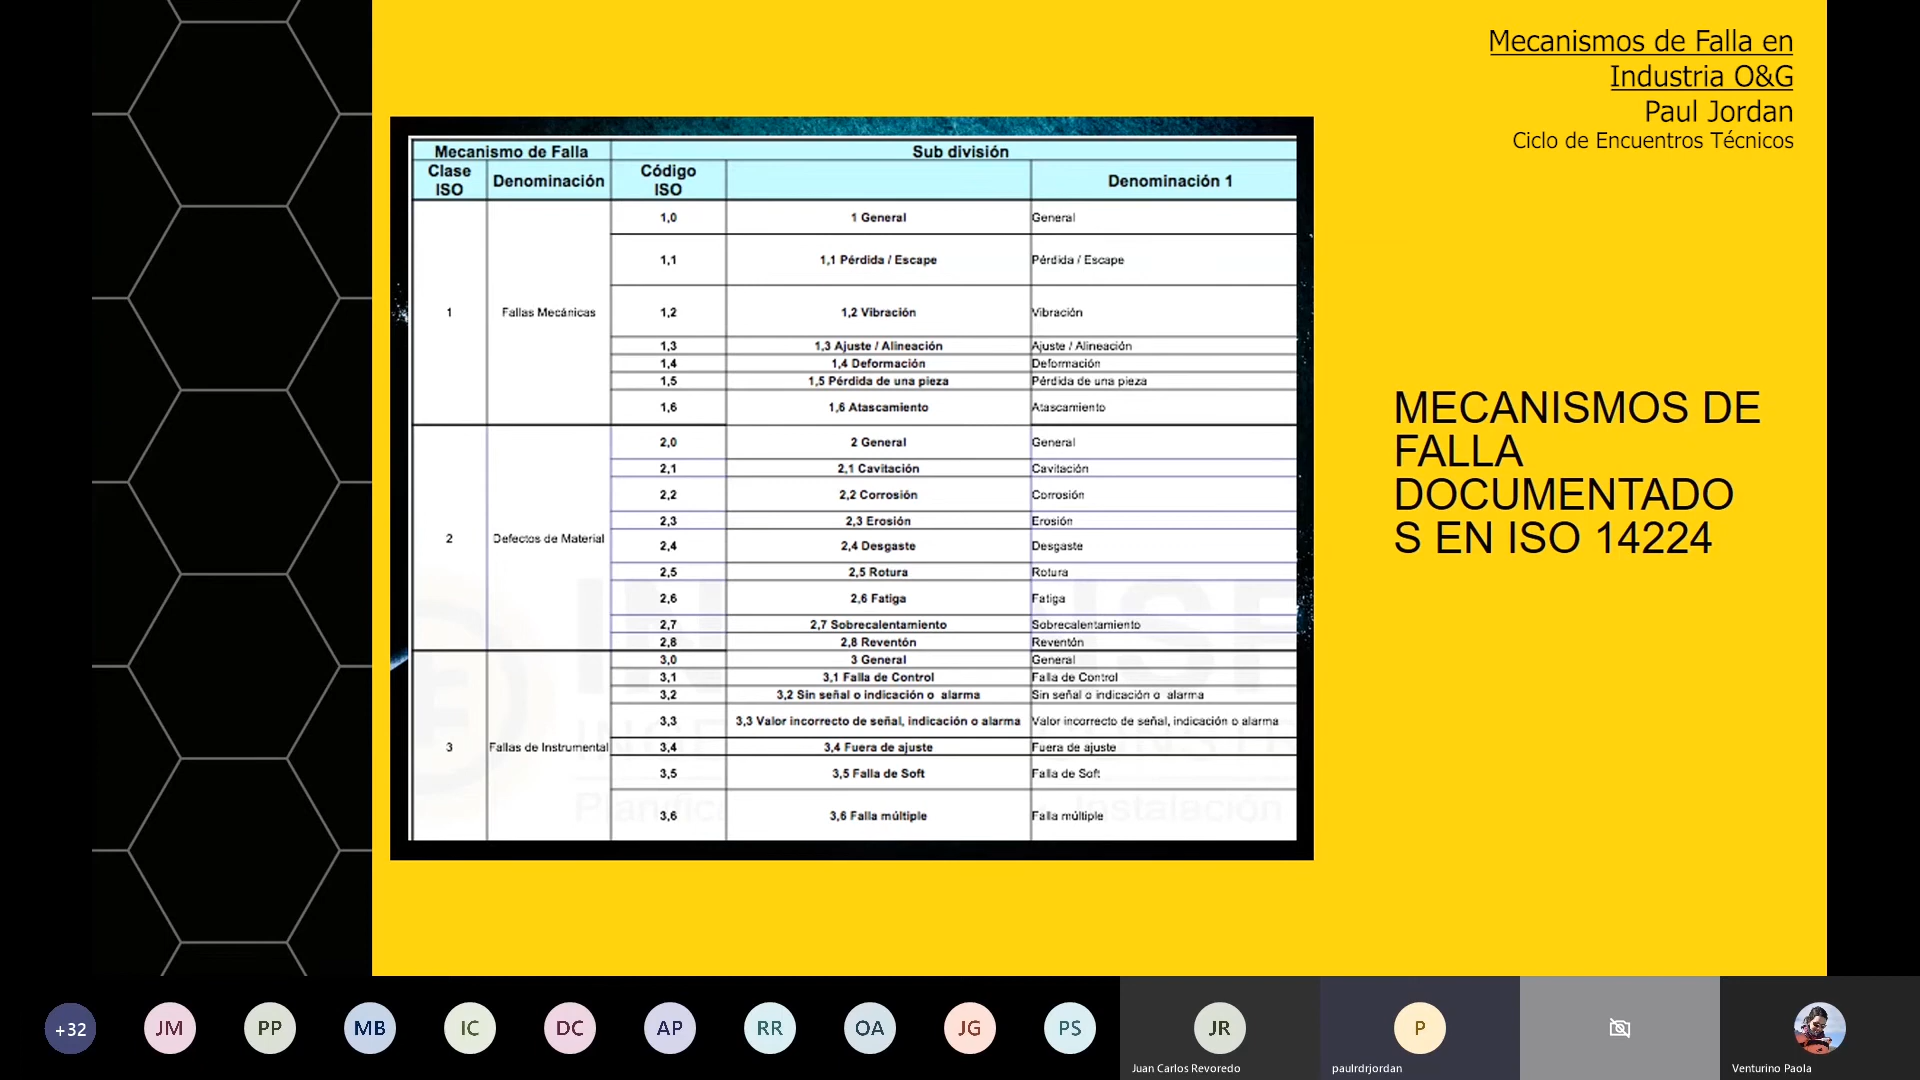 Mecanismos de Falla en
Industria O&G
Paul Jordan
Ciclo de Encuentros Técnicos
Mecanismo de Falla Sub división
Clase ISO Denominación Código ISO Denominación 1
1 Fallas Mecánicas
1,0 1 General General
1,1 1,1 Pérdida / Escape Pérdida / Escape
1,2 1,2 Vibración Vibración
1,3 1,3 Ajuste / Alineación Ajuste / Alineación
1,4 1,4 Deformación Deformación
1,5 1,5 Pérdida de una pieza Pérdida de una pieza
1,6 1,6 Atascamiento Atascamiento
2 Defectos de Material
2,0 2 General General
2,1 2,1 Cavitación Cavitación
2,2 2,2 Corrosión Corrosión
2,3 2,3 Erosión Erosión
2,4 2,4 Desgaste Desgaste
2,5 2,5 Rotura Rotura
2,6 2,6 Fatiga Fatiga
2,7 2,7 Sobrecalentamiento Sobrecalentamiento
2,8 2,8 Reventón Reventón
3 Fallas de Instrumental
3,0 3 General General
3,1 3,1 Falla de Control Falla de Control
3,2 3,2 Sin señal o indicación o alarma Sin señal o indicación o alarma
3,3 3,3 Valor incorrecto de señal, indicación o alarma Valor incorrecto de señal, indicación o alarma
3,4 3,4 Fuera de ajuste Fuera de ajuste
3,5 3,5 Falla de Soft Falla de Soft
3,6 3,6 Falla múltiple Falla múltiple
MECANISMOS DE
FALLA
DOCUMENTADO
S EN ISO 14224
+32 JM PP MB IC DC AP RR OA JG PS JR P
Juan Carlos Revoredo paulrdrjordan Venturino Paola